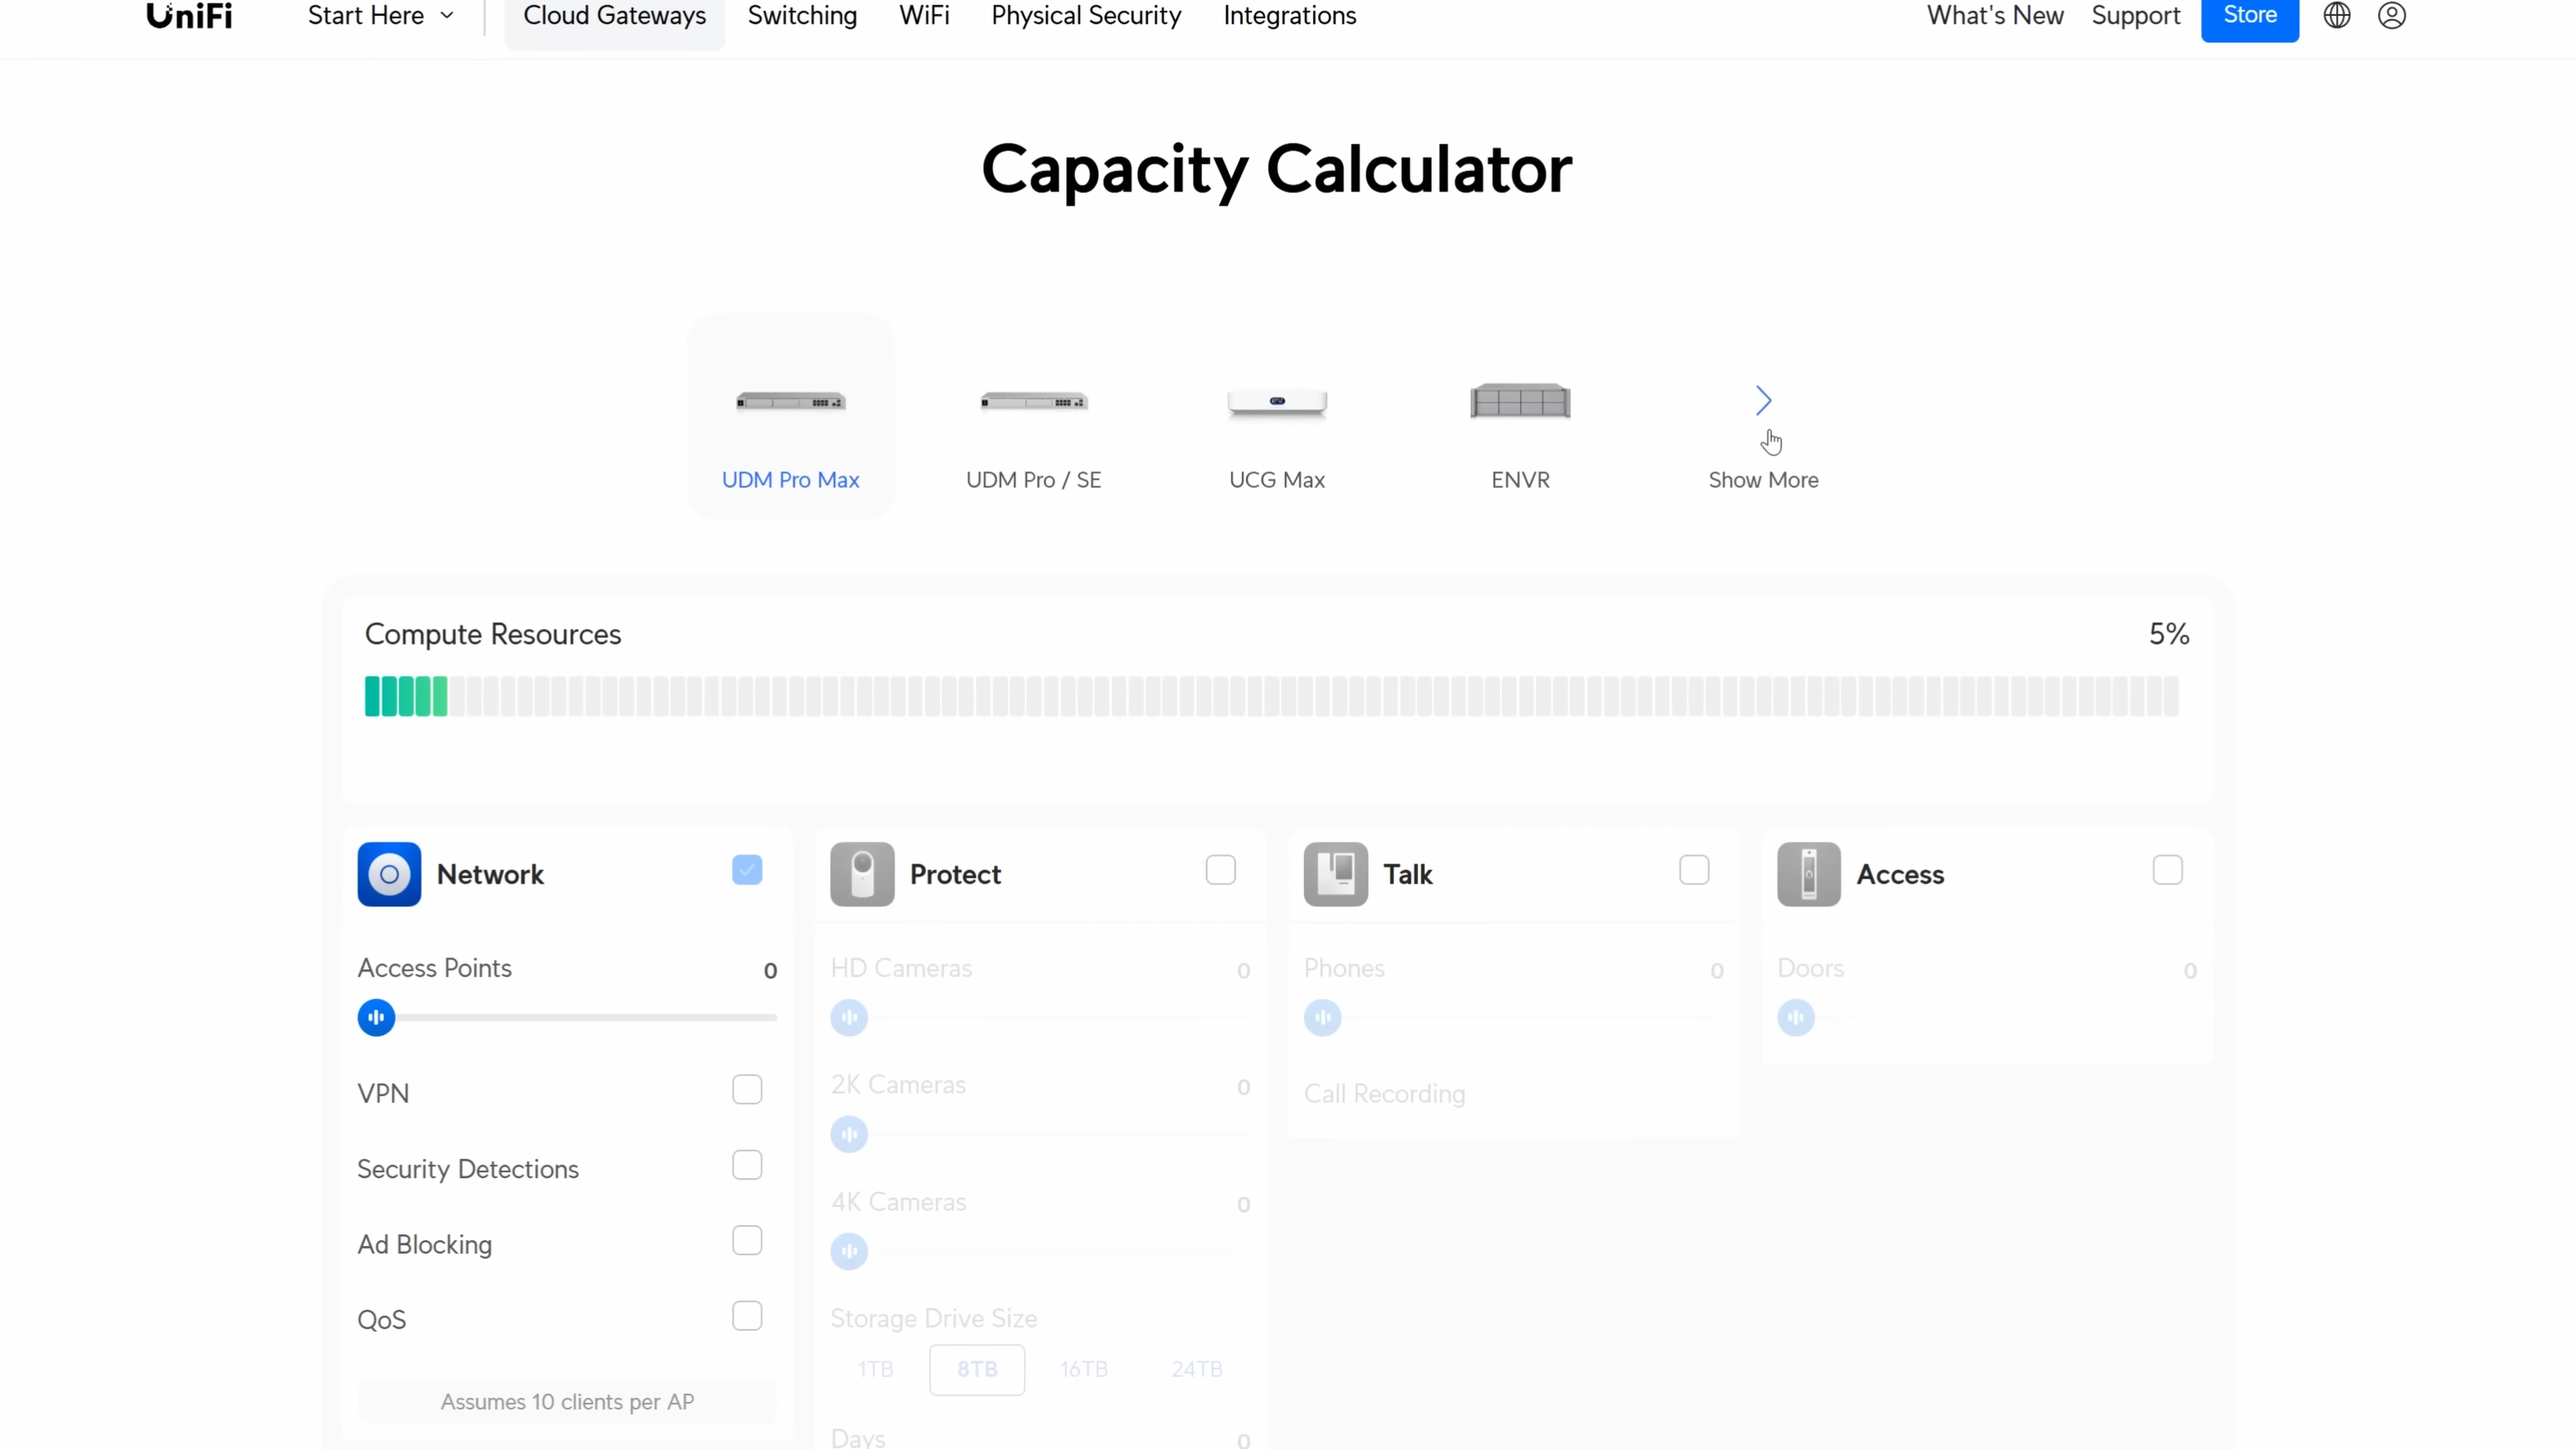 UniFi
Start Here
Cloud Gateways
Switching
WiFi
Physical Security
Integrations
What's New
Support
Store
Capacity Calculator
UDM Pro Max
UDM Pro / SE
UCG Max
ENVR
Show More
Compute Resources
5%
Network
Protect
Talk
Access
Access Points
0
HD Cameras
0
Phones
0
Doors
0
VPN
2K Cameras
0
Call Recording
Security Detections
4K Cameras
0
Ad Blocking
QoS
Storage Drive Size
1TB
8TB
16TB
24TB
Assumes 10 clients per AP
Days
0